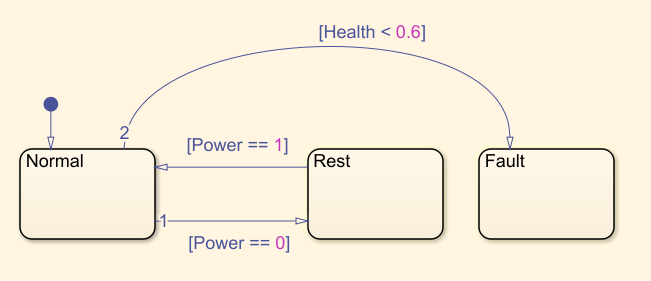 [Health < 0.6]
2
[Power == 1]
Normal
Rest
Fault
1
[Power == 0]